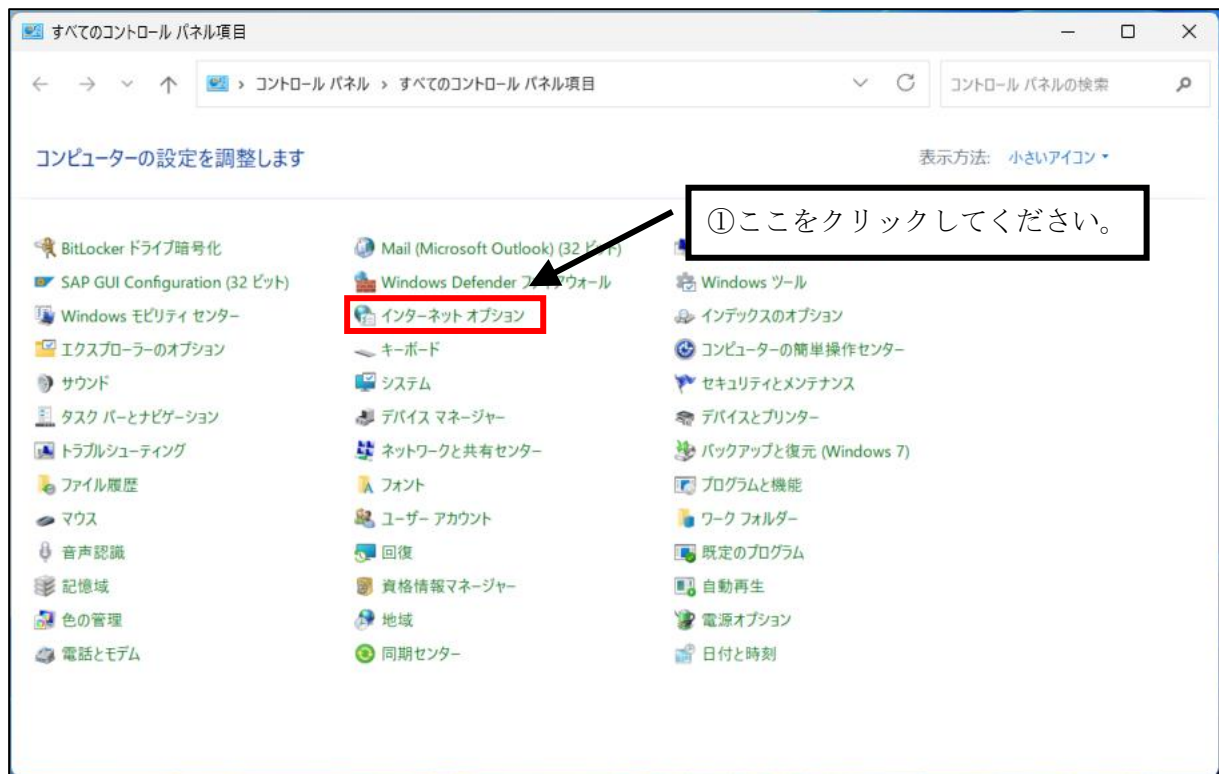 すべてのコントロール パネル項目
コントロール パネル › すべてのコントロール パネル項目
コントロール パネルの検索
コンピューターの設定を調整します
表示方法: 小さいアイコン
①ここをクリックしてください。
BitLocker ドライブ暗号化
Mail (Microsoft Outlook) (32 ビット)
SAP GUI Configuration (32 ビット)
Windows Defender ファイアウォール
Windows ツール
Windows モビリティ センター
インターネット オプション
インデックスのオプション
エクスプローラーのオプション
キーボード
コンピューターの簡単操作センター
サウンド
システム
セキュリティとメンテナンス
タスク バーとナビゲーション
デバイス マネージャー
デバイスとプリンター
トラブルシューティング
ネットワークと共有センター
バックアップと復元 (Windows 7)
ファイル履歴
フォント
プログラムと機能
マウス
ユーザー アカウント
ワーク フォルダー
音声認識
回復
既定のプログラム
記憶域
資格情報マネージャー
自動再生
色の管理
地域
電源オプション
電話とモデム
同期センター
日付と時刻